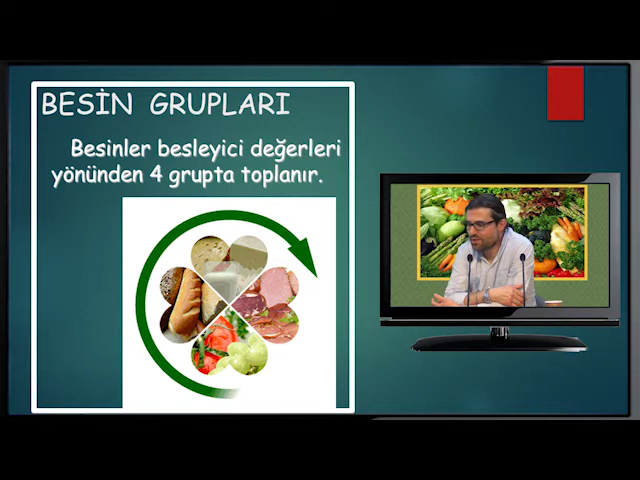 BESİN GRUPLARI
Besinler besleyici değerleri
yönünden 4 grupta toplanır.